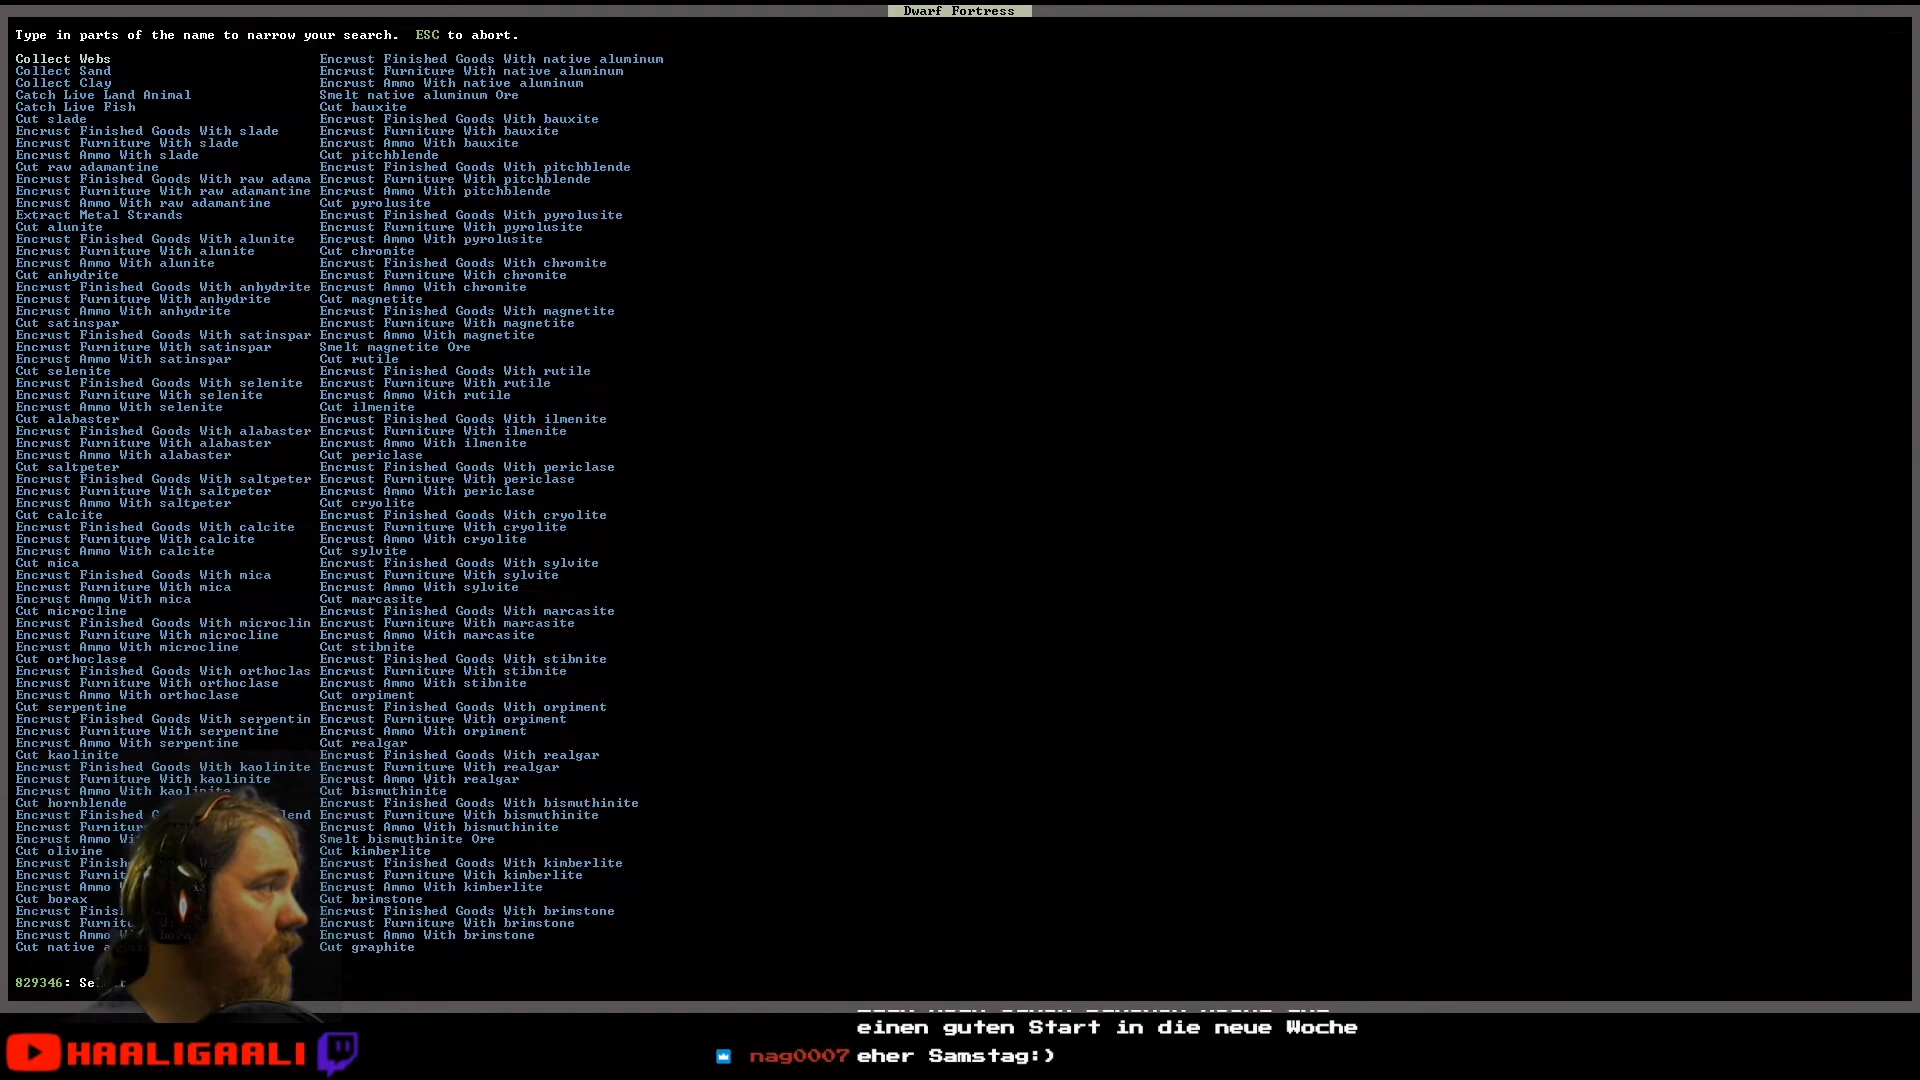 Dwarf Fortress
Type in parts of the name to narrow your search.  ESC to abort.
Collect Webs
Collect Sand
Collect Clay
Catch Live Land Animal
Catch Live Fish
Cut slade
Encrust Finished Goods With slade
Encrust Furniture With slade
Encrust Ammo With slade
Cut raw adamantine
Encrust Finished Goods With raw adama
Encrust Furniture With raw adamantine
Encrust Ammo With raw adamantine
Extract Metal Strands
Cut alunite
Encrust Finished Goods With alunite
Encrust Furniture With alunite
Encrust Ammo With alunite
Cut anhydrite
Encrust Finished Goods With anhydrite
Encrust Furniture With anhydrite
Encrust Ammo With anhydrite
Cut satinspar
Encrust Finished Goods With satinspar
Encrust Furniture With satinspar
Encrust Ammo With satinspar
Cut selenite
Encrust Finished Goods With selenite
Encrust Furniture With selenite
Encrust Ammo With selenite
Cut alabaster
Encrust Finished Goods With alabaster
Encrust Furniture With alabaster
Encrust Ammo With alabaster
Cut saltpeter
Encrust Finished Goods With saltpeter
Encrust Furniture With saltpeter
Encrust Ammo With saltpeter
Cut calcite
Encrust Finished Goods With calcite
Encrust Furniture With calcite
Encrust Ammo With calcite
Cut mica
Encrust Finished Goods With mica
Encrust Furniture With mica
Encrust Ammo With mica
Cut microcline
Encrust Finished Goods With microclin
Encrust Furniture With microcline
Encrust Ammo With microcline
Cut orthoclase
Encrust Finished Goods With orthoclas
Encrust Furniture With orthoclase
Encrust Ammo With orthoclase
Cut serpentine
Encrust Finished Goods With serpentin
Encrust Furniture With serpentine
Encrust Ammo With serpentine
Cut kaolinite
Encrust Finished Goods With kaolinite
Encrust Furniture With kaolinite
Encrust Ammo With kaolinite
Cut hornblende
Encrust Finished
Encrust Furniture
Encrust Ammo
Cut olivine
Encrust
Encrust
Encrust Ammo
Cut borax
Encrust
Encrust
Encrust Ammo
Cut native
Encrust Finished Goods With native aluminum
Encrust Furniture With native aluminum
Encrust Ammo With native aluminum
Smelt native aluminum Ore
Cut bauxite
Encrust Finished Goods With bauxite
Encrust Furniture With bauxite
Encrust Ammo With bauxite
Cut pitchblende
Encrust Finished Goods With pitchblende
Encrust Furniture With pitchblende
Encrust Ammo With pitchblende
Cut pyrolusite
Encrust Finished Goods With pyrolusite
Encrust Furniture With pyrolusite
Encrust Ammo With pyrolusite
Cut chromite
Encrust Finished Goods With chromite
Encrust Furniture With chromite
Encrust Ammo With chromite
Cut magnetite
Encrust Finished Goods With magnetite
Encrust Furniture With magnetite
Encrust Ammo With magnetite
Smelt magnetite Ore
Cut rutile
Encrust Finished Goods With rutile
Encrust Furniture With rutile
Encrust Ammo With rutile
Cut ilmenite
Encrust Finished Goods With ilmenite
Encrust Furniture With ilmenite
Encrust Ammo With ilmenite
Cut periclase
Encrust Finished Goods With periclase
Encrust Furniture With periclase
Encrust Ammo With periclase
Cut cryolite
Encrust Finished Goods With cryolite
Encrust Furniture With cryolite
Encrust Ammo With cryolite
Cut sylvite
Encrust Finished Goods With sylvite
Encrust Furniture With sylvite
Encrust Ammo With sylvite
Cut marcasite
Encrust Finished Goods With marcasite
Encrust Furniture With marcasite
Encrust Ammo With marcasite
Cut stibnite
Encrust Finished Goods With stibnite
Encrust Furniture With stibnite
Encrust Ammo With stibnite
Cut orpiment
Encrust Finished Goods With orpiment
Encrust Furniture With orpiment
Encrust Ammo With orpiment
Cut realgar
Encrust Finished Goods With realgar
Encrust Furniture With realgar
Encrust Ammo With realgar
Cut bismuthinite
Encrust Finished Goods With bismuthinite
Encrust Furniture With bismuthinite
Encrust Ammo With bismuthinite
Smelt bismuthinite Ore
Cut kimberlite
Encrust Finished Goods With kimberlite
Encrust Furniture With kimberlite
Encrust Ammo With kimberlite
Cut brimstone
Encrust Finished Goods With brimstone
Encrust Furniture With brimstone
Encrust Ammo With brimstone
Cut graphite
829346:
HAALIGAALI
einen guten Start in die neue Woche
nag0007 eher Samstag:)